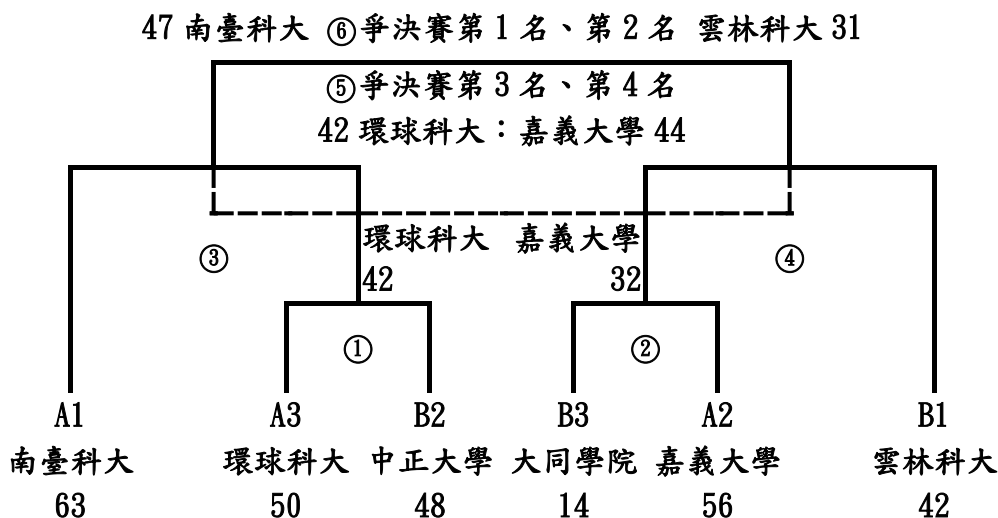 47 南臺科大 ⑥爭決賽第 1 名、第 2 名 雲林科大 31
⑤爭決賽第 3 名、第 4 名
42 環球科大：嘉義大學 44
環球科大 嘉義大學
③ ④
42 32
① ②
A1 A3 B2 B3 A2 B1
南臺科大 環球科大 中正大學 大同學院 嘉義大學 雲林科大
63 50 48 14 56 42